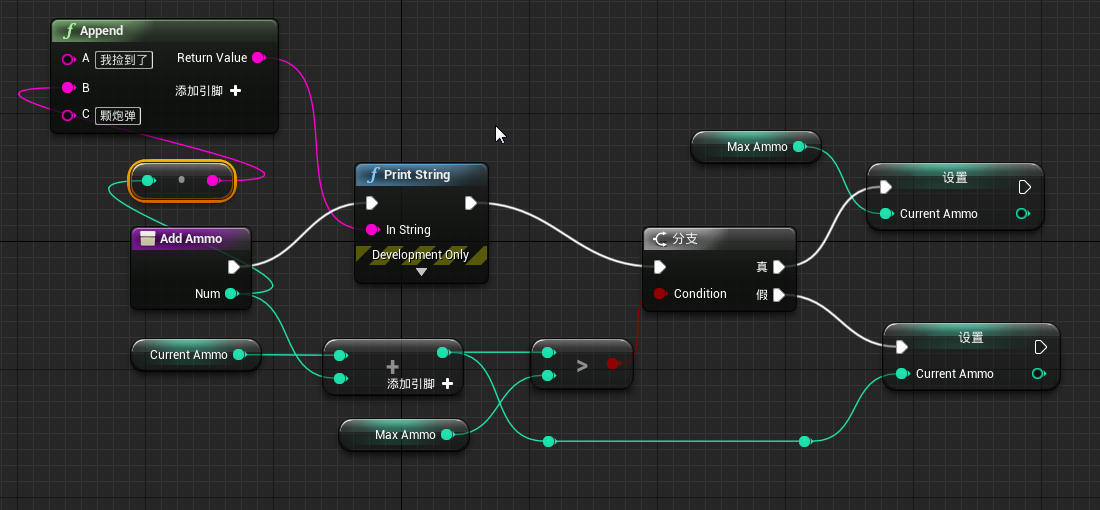 Append
A 我捡到了 Return Value
B 添加引脚
C 颗炮弹
Max Ammo
Print String
设置
Current Ammo
In String
Add Ammo
分支
Development Only
真
Num
Condition 假
设置
Current Ammo
+
>
Current Ammo
添加引脚
Max Ammo